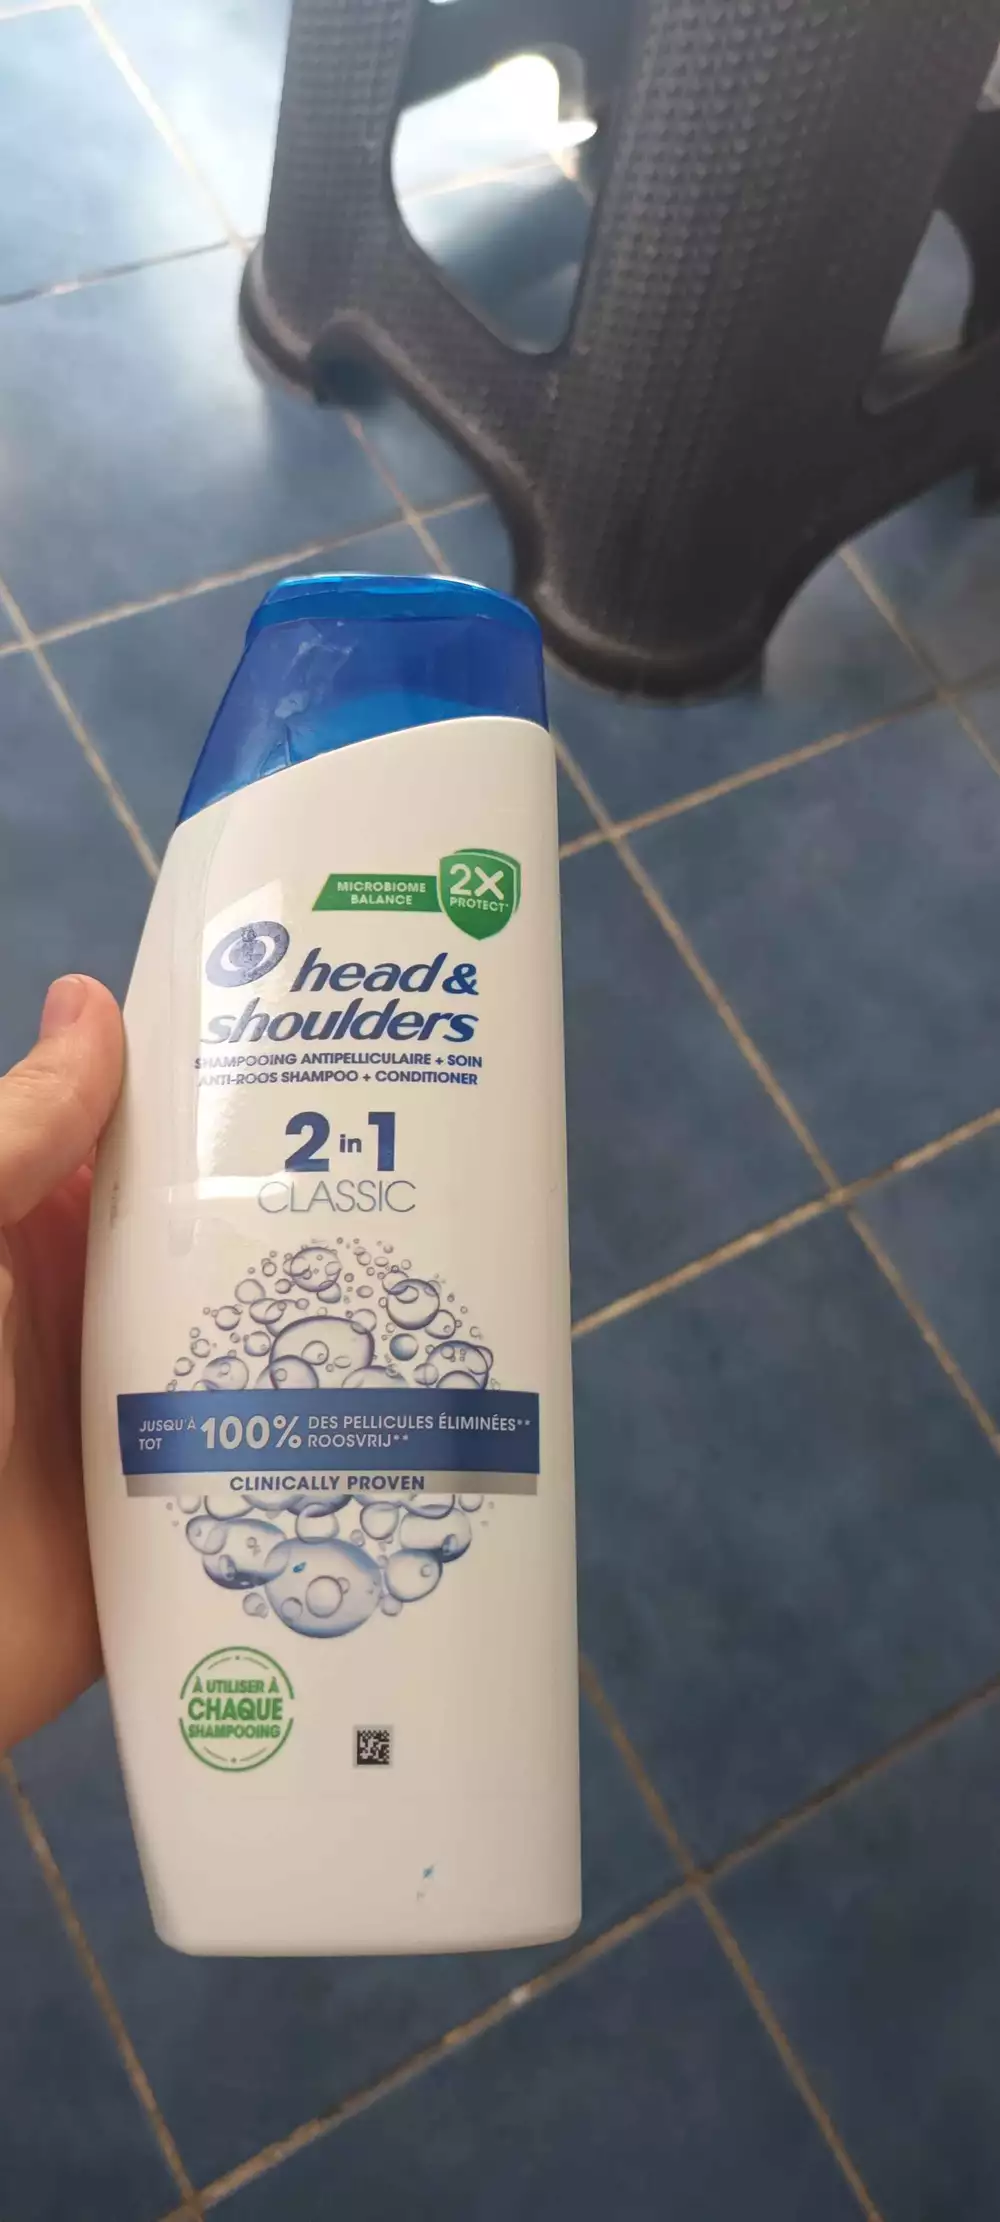 MICROBIOME
BALANCE
2X
PROTECT*
head &
shoulders
SHAMPOOING ANTIPELLICULAIRE + SOIN
ANTI-ROOS SHAMPOO + CONDITIONER
2 in 1
CLASSIC
JUSQU'À 100% DES PELLICULES ÉLIMINÉES**
TOT ROOSVRIJ**
CLINICALLY PROVEN
À UTILISER À
CHAQUE
SHAMPOOING